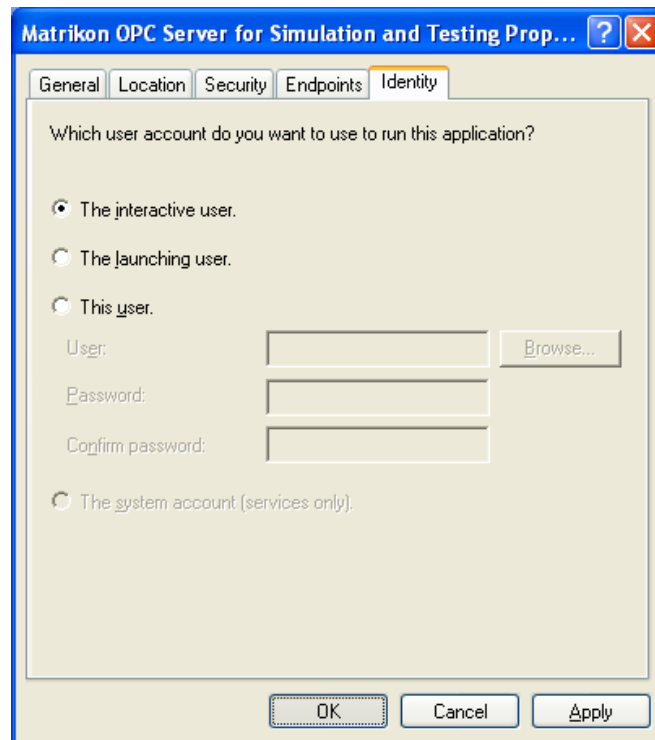 Matrikon OPC Server for Simulation and Testing Prop...
General Location Security Endpoints Identity
Which user account do you want to use to run this application?
The interactive user.
The launching user.
This user.
User: Browse...
Password:
Confirm password:
The system account (services only).
OK Cancel Apply